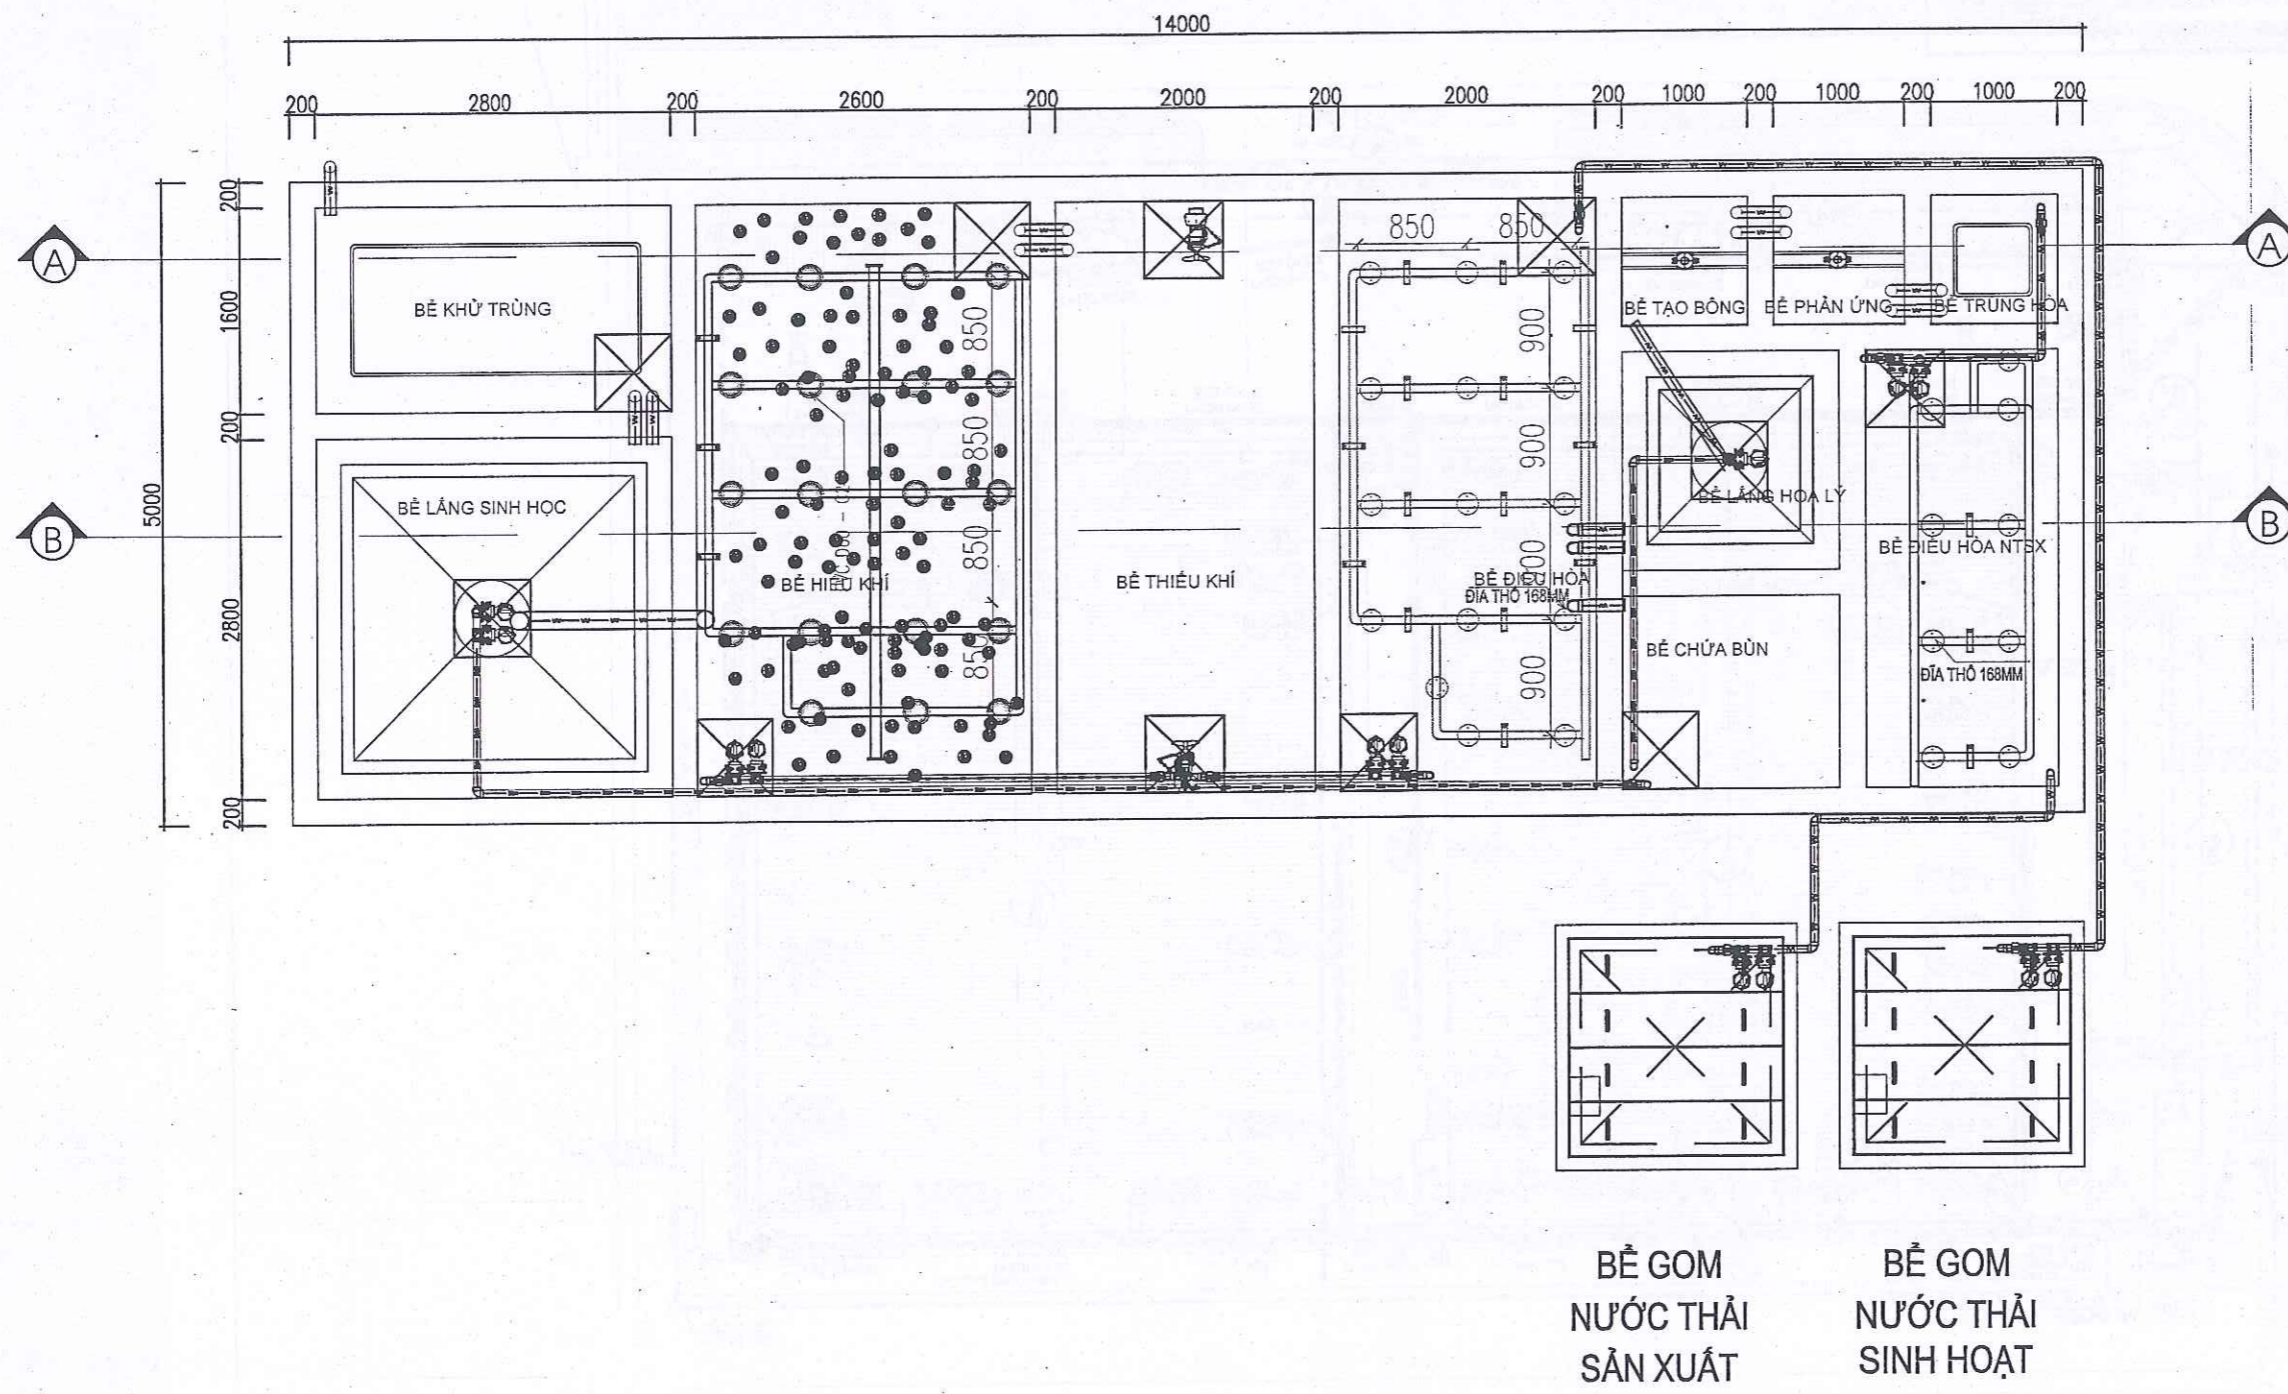 14000
200 2800 200 2600 200 2000 200 2000 200 1000 200 1000 200 1000 200
5000
200
1600
200
2800
200
A
A
B
B
BỂ KHỬ TRÙNG
BỂ LẮNG SINH HỌC
BỂ HIẾU KHÍ
850
850
850
850
BỂ THIẾU KHÍ
850 850
900
900
900
900
BỂ ĐIỀU HÒA
ĐĨA THÔ 168MM
BỂ TẠO BÔNG
BỂ PHẢN ỨNG
BỂ TRUNG HÒA
BỂ LẮNG HÓA LÝ
BỂ CHỨA BÙN
BỂ ĐIỀU HÒA NTSX
ĐĨA THÔ 168MM
BỂ GOM
NƯỚC THẢI
SẢN XUẤT
BỂ GOM
NƯỚC THẢI
SINH HOẠT